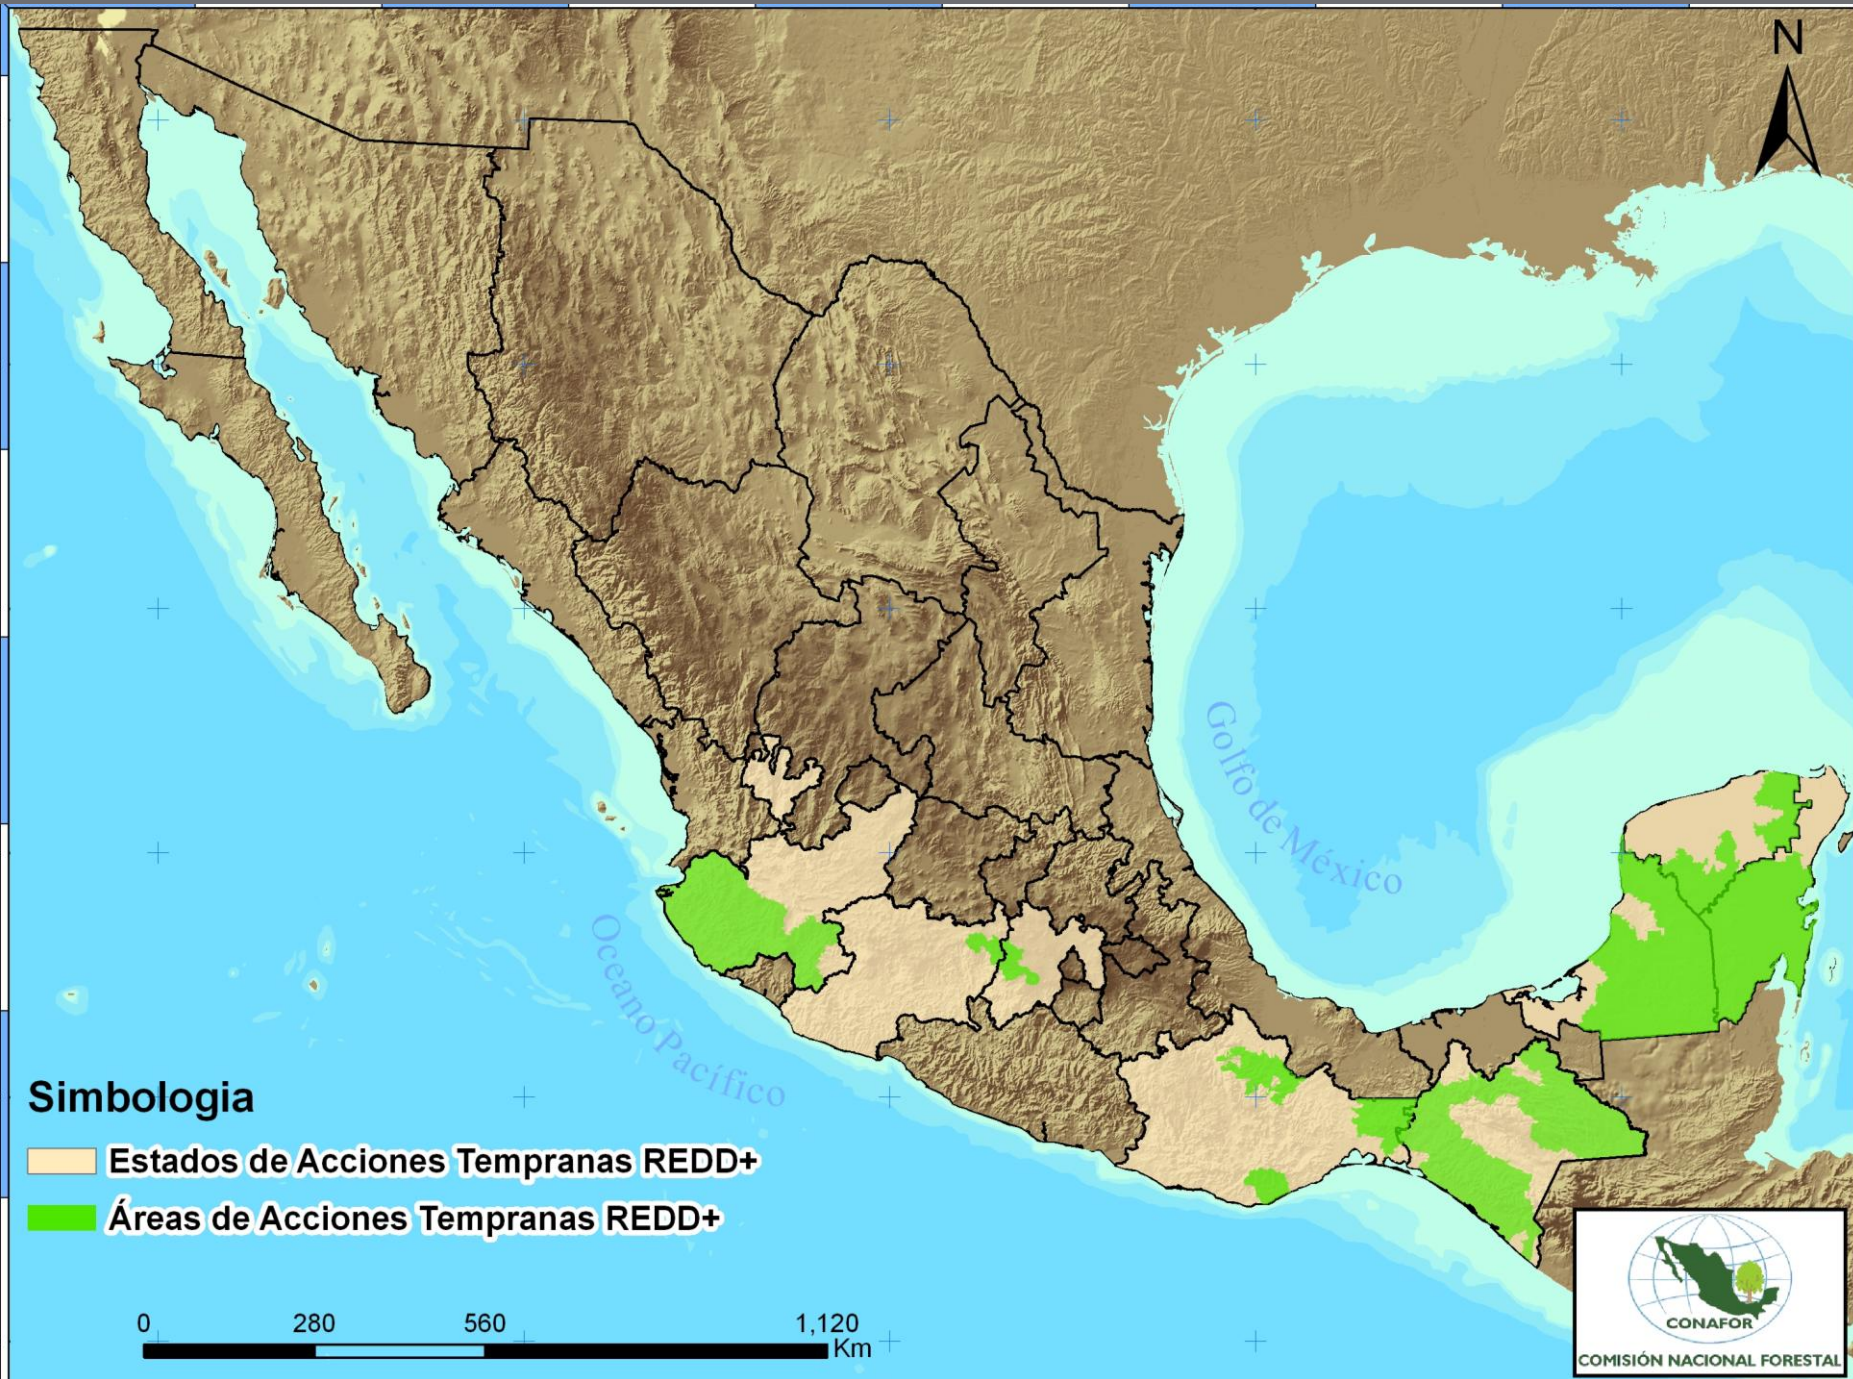 N
Golfo de México
Oceano Pacífico
Simbologia
Estados de Acciones Tempranas REDD+
Áreas de Acciones Tempranas REDD+
0 280 560 1,120
Km
CONAFOR
COMISIÓN NACIONAL FORESTAL